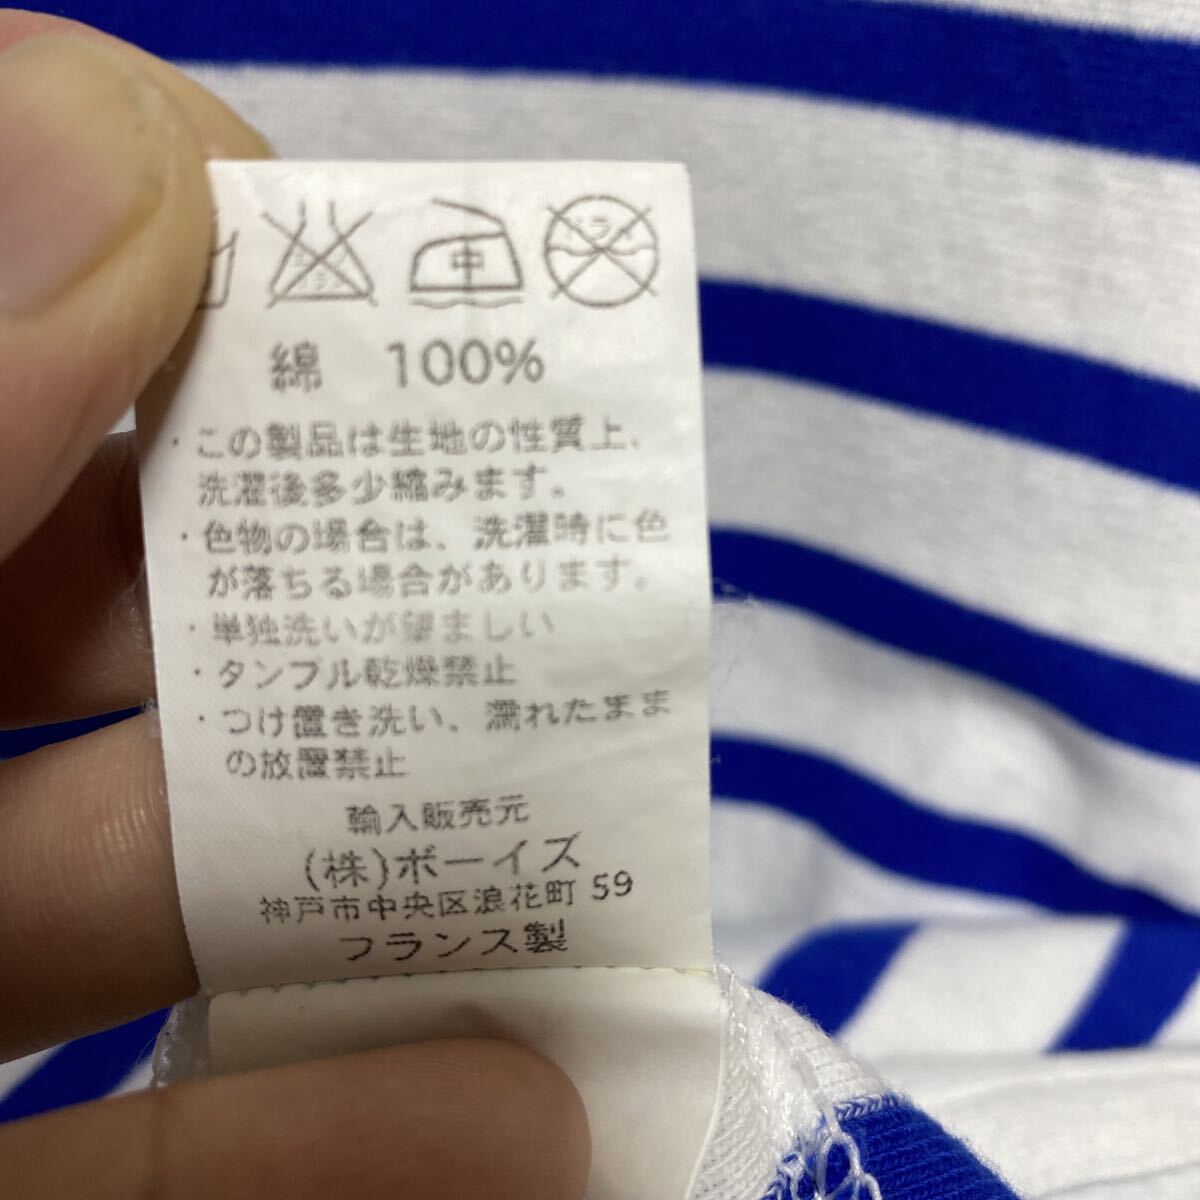 中
綿 100%
・この製品は生地の性質上、
洗濯後多少縮みます。
・色物の場合は、洗濯時に色
が落ちる場合があります。
・単独洗いが望ましい
・タンブル乾燥禁止
・つけ置き洗い、濡れたまま
の放置禁止
輸入販売元
(株)ボーイズ
神戸市中央区浪花町 59
フランス製